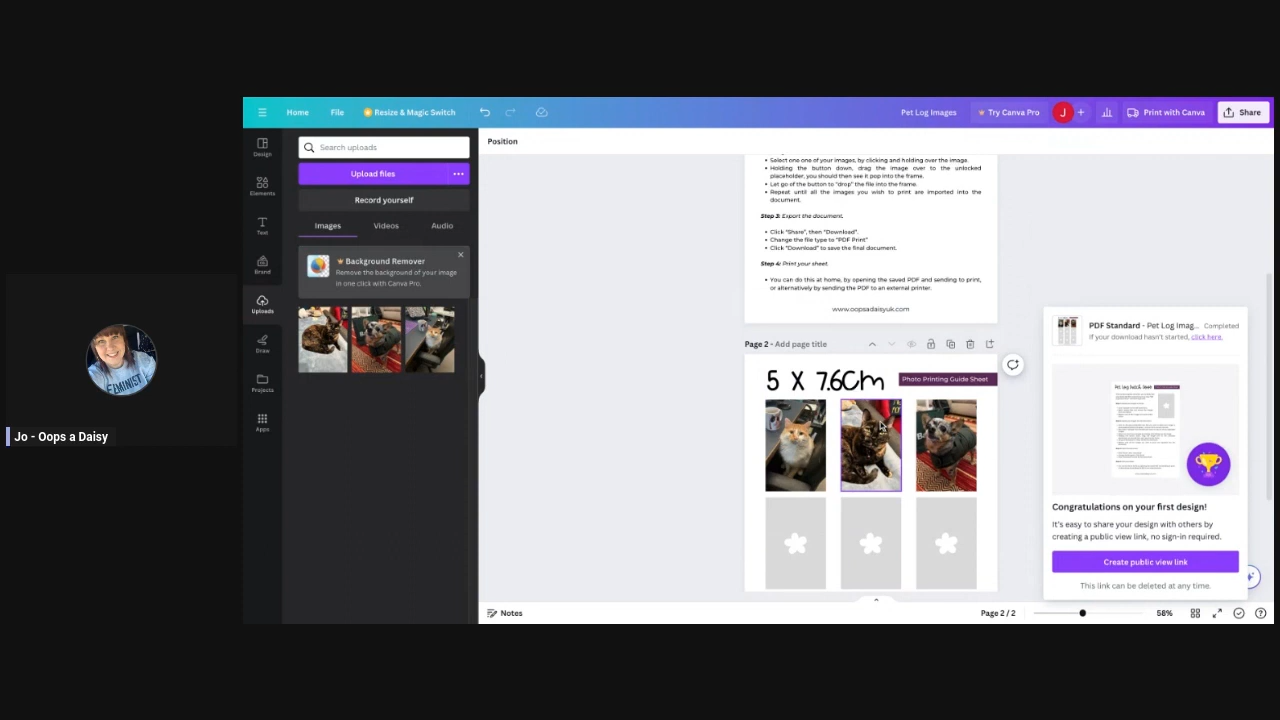 Home
File
Resize & Magic Switch
Pet Log Images
Try Canva Pro
J
Print with Canva
Share
Design
Elements
Text
Brand
Uploads
Draw
Projects
Apps
Search uploads
Upload files
Record yourself
Images
Videos
Audio
Background Remover
Remove the background of your image
in one click with Canva Pro.
Position
• Select one one of your images, by clicking and holding over the image.
• Holding the button down, drag the image over to the unlocked
placeholder, you should then see it pop into the frame.
• Let go of the button to "drop" the file into the frame.
• Repeat until all the images you wish to print are imported into the
document.
Step 3: Export the document.
• Click "Share", then "Download".
• Change the file type to "PDF Print"
• Click "Download" to save the final document.
Step 4: Print your sheet.
• You can do this at home, by opening the saved PDF and sending to print,
or alternatively by sending the PDF to an external printer.
www.oopsadaisyuk.com
Page 2 - Add page title
5 X 7.6Cm
Photo Printing Guide Sheet
PDF Standard - Pet Log Imag...
Completed
If your download hasn't started, click here.
Congratulations on your first design!
It's easy to share your design with others by
creating a public view link, no sign-in required.
Create public view link
This link can be deleted at any time.
Notes
Page 2 / 2
58%
FEMINIST
Jo - Oops a Daisy